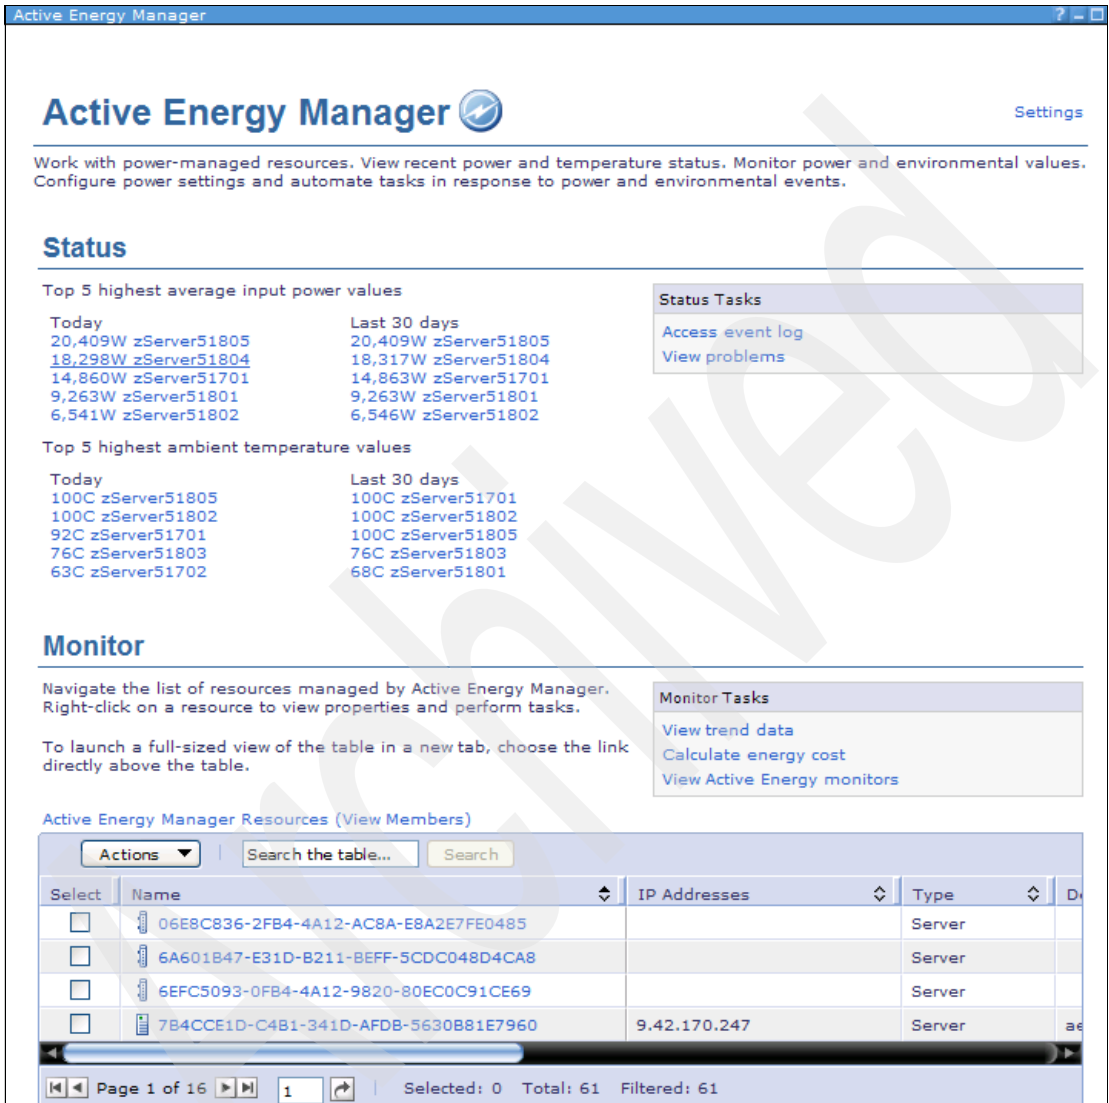 Active Energy Manager
Active Energy Manager
Settings
Work with power-managed resources. View recent power and temperature status. Monitor power and environmental values.
Configure power settings and automate tasks in response to power and environmental events.
Status
Top 5 highest average input power values
Today Last 30 days
20,409W zServer51805 20,409W zServer51805
18,298W zServer51804 18,317W zServer51804
14,860W zServer51701 14,863W zServer51701
9,263W zServer51801 9,263W zServer51801
6,541W zServer51802 6,546W zServer51802
Status Tasks
Access event log
View problems
Top 5 highest ambient temperature values
Today Last 30 days
100C zServer51805 100C zServer51701
100C zServer51802 100C zServer51802
92C zServer51701 100C zServer51805
76C zServer51803 76C zServer51803
63C zServer51702 68C zServer51801
Monitor
Navigate the list of resources managed by Active Energy Manager.
Right-click on a resource to view properties and perform tasks.
To launch a full-sized view of the table in a new tab, choose the link
directly above the table.
Monitor Tasks
View trend data
Calculate energy cost
View Active Energy monitors
Active Energy Manager Resources (View Members)
Actions Search the table... Search
Select Name IP Addresses Type De
06E8C836-2FB4-4A12-AC8A-E8A2E7FE0485 Server
6A601B47-E31D-B211-BEFF-5CDC048D4CA8 Server
6EFC5093-0FB4-4A12-9820-80EC0C91CE69 Server
7B4CCE1D-C4B1-341D-AFDB-5630B81E7960 9.42.170.247 Server ae
Page 1 of 16 1 Selected: 0 Total: 61 Filtered: 61
Archived